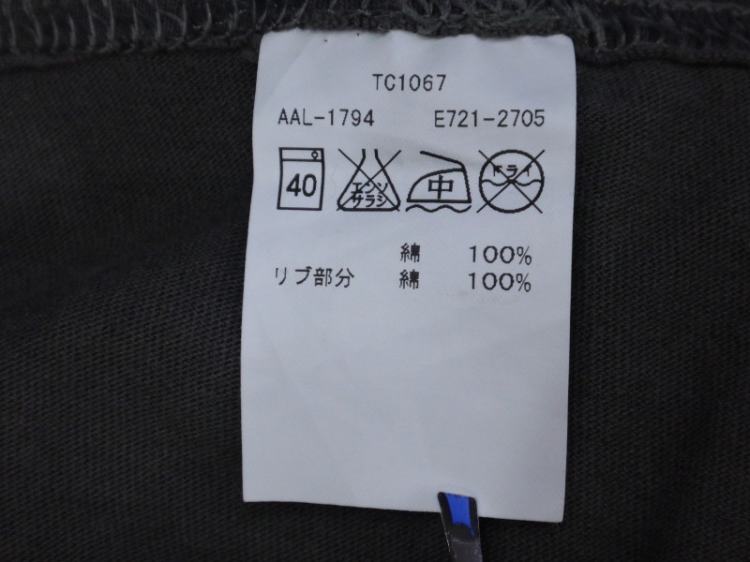 TC1067
AAL-1794 E721-2705
40 エンソ サラシ 中 ドライ
綿 100%
リブ部分 綿 100%